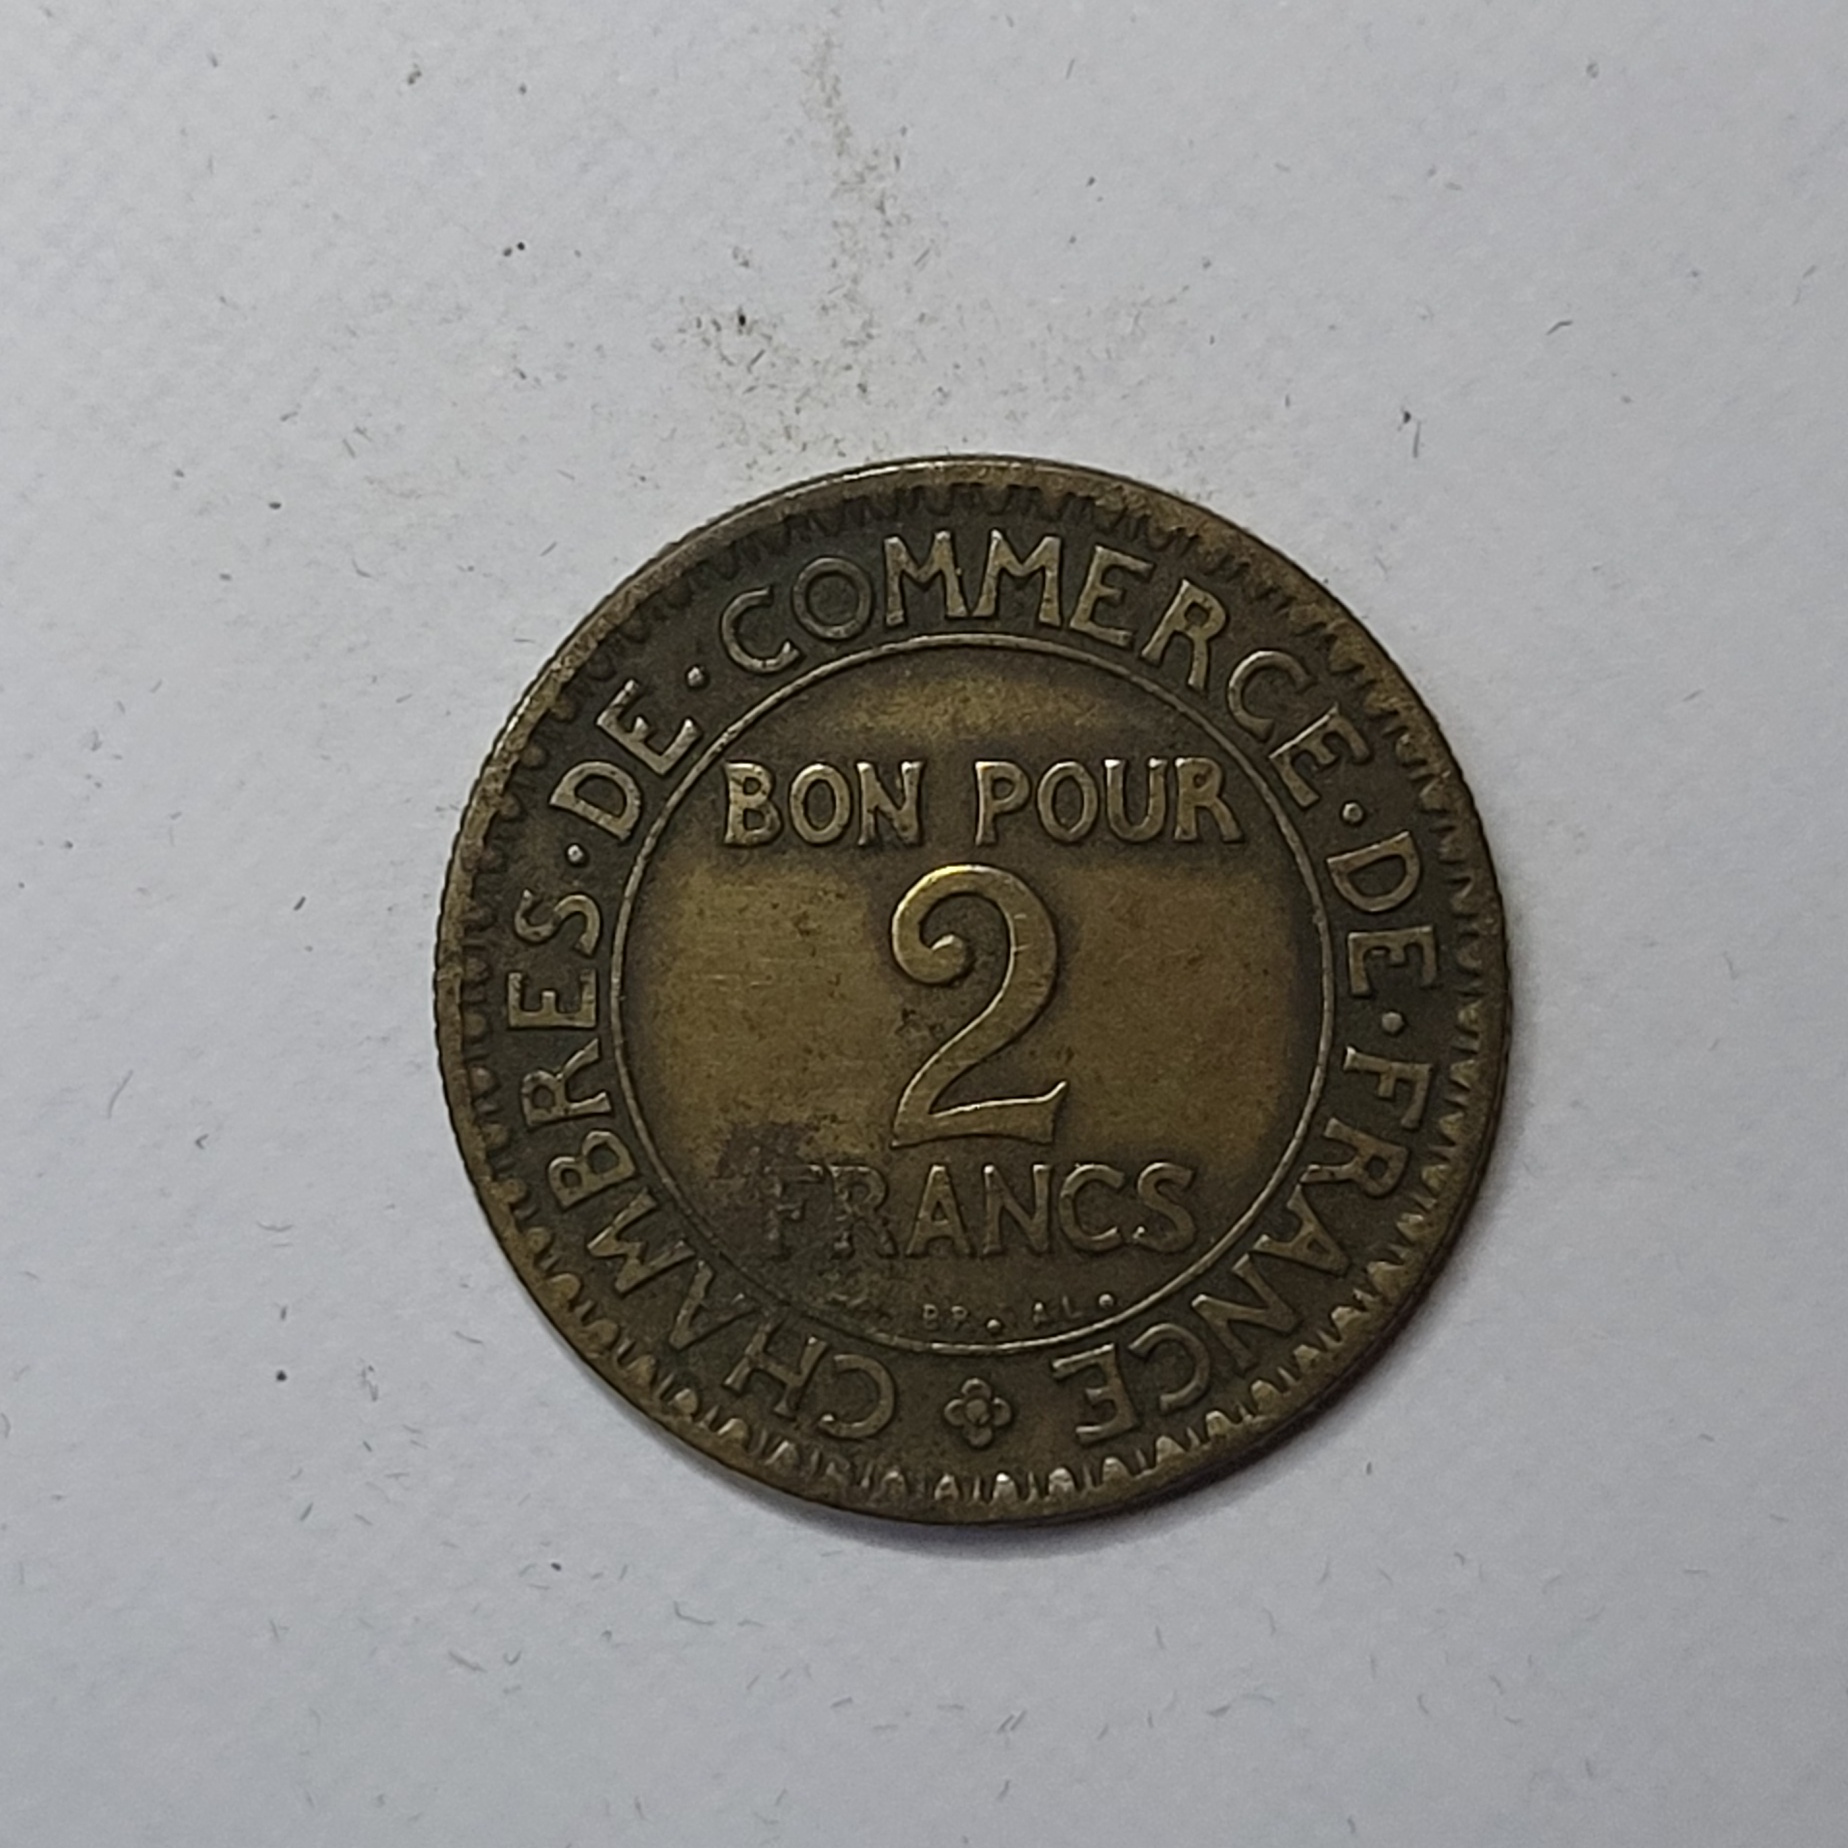 CHAMBRES · DE · COMMERCE · DE · FRANCE
BON POUR
2
FRANCS